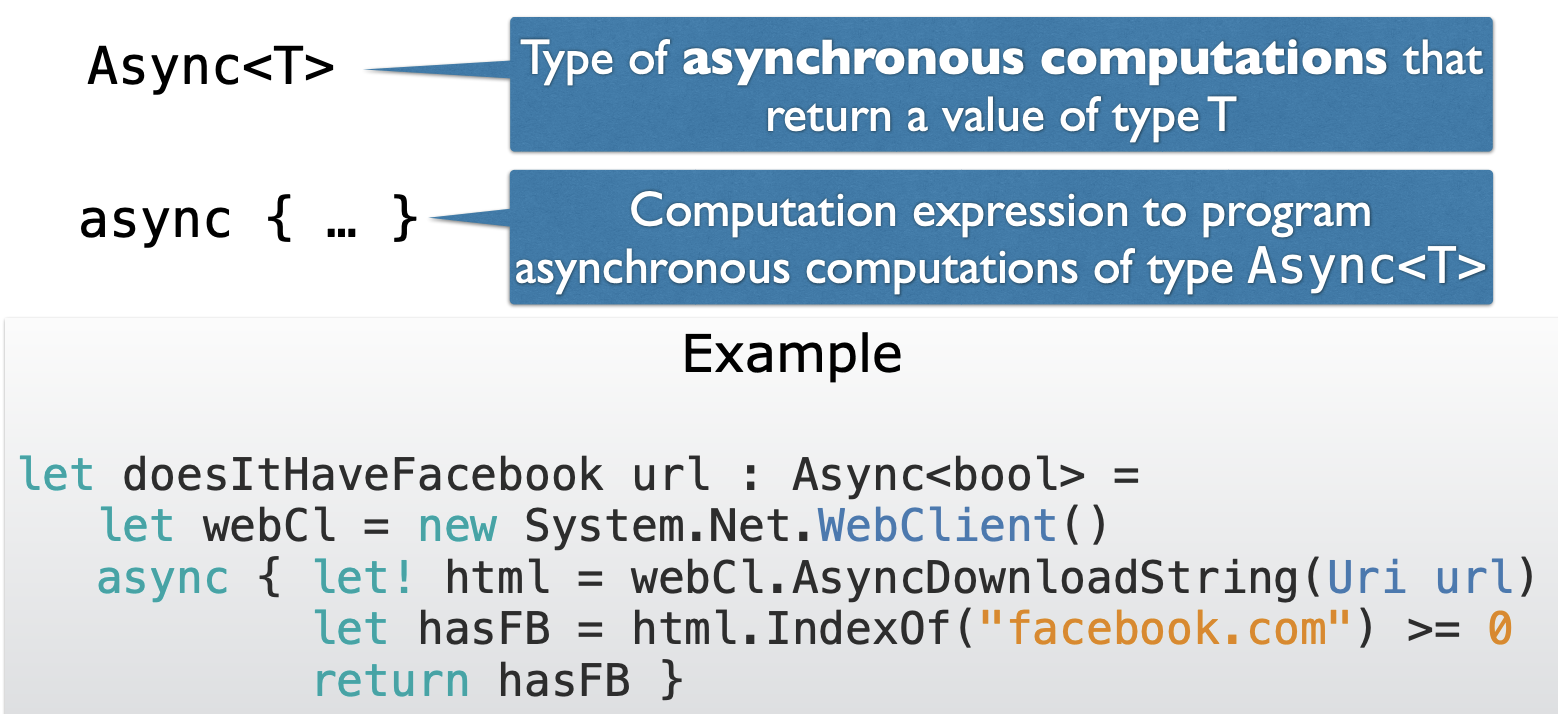 Async<T>
Type of asynchronous computations that
return a value of type T
async { … }
Computation expression to program
asynchronous computations of type Async<T>
Example
let doesItHaveFacebook url : Async<bool> =
let webCl = new System.Net.WebClient()
async { let! html = webCl.AsyncDownloadString(Uri url)
let hasFB = html.IndexOf("facebook.com") >= 0
return hasFB }